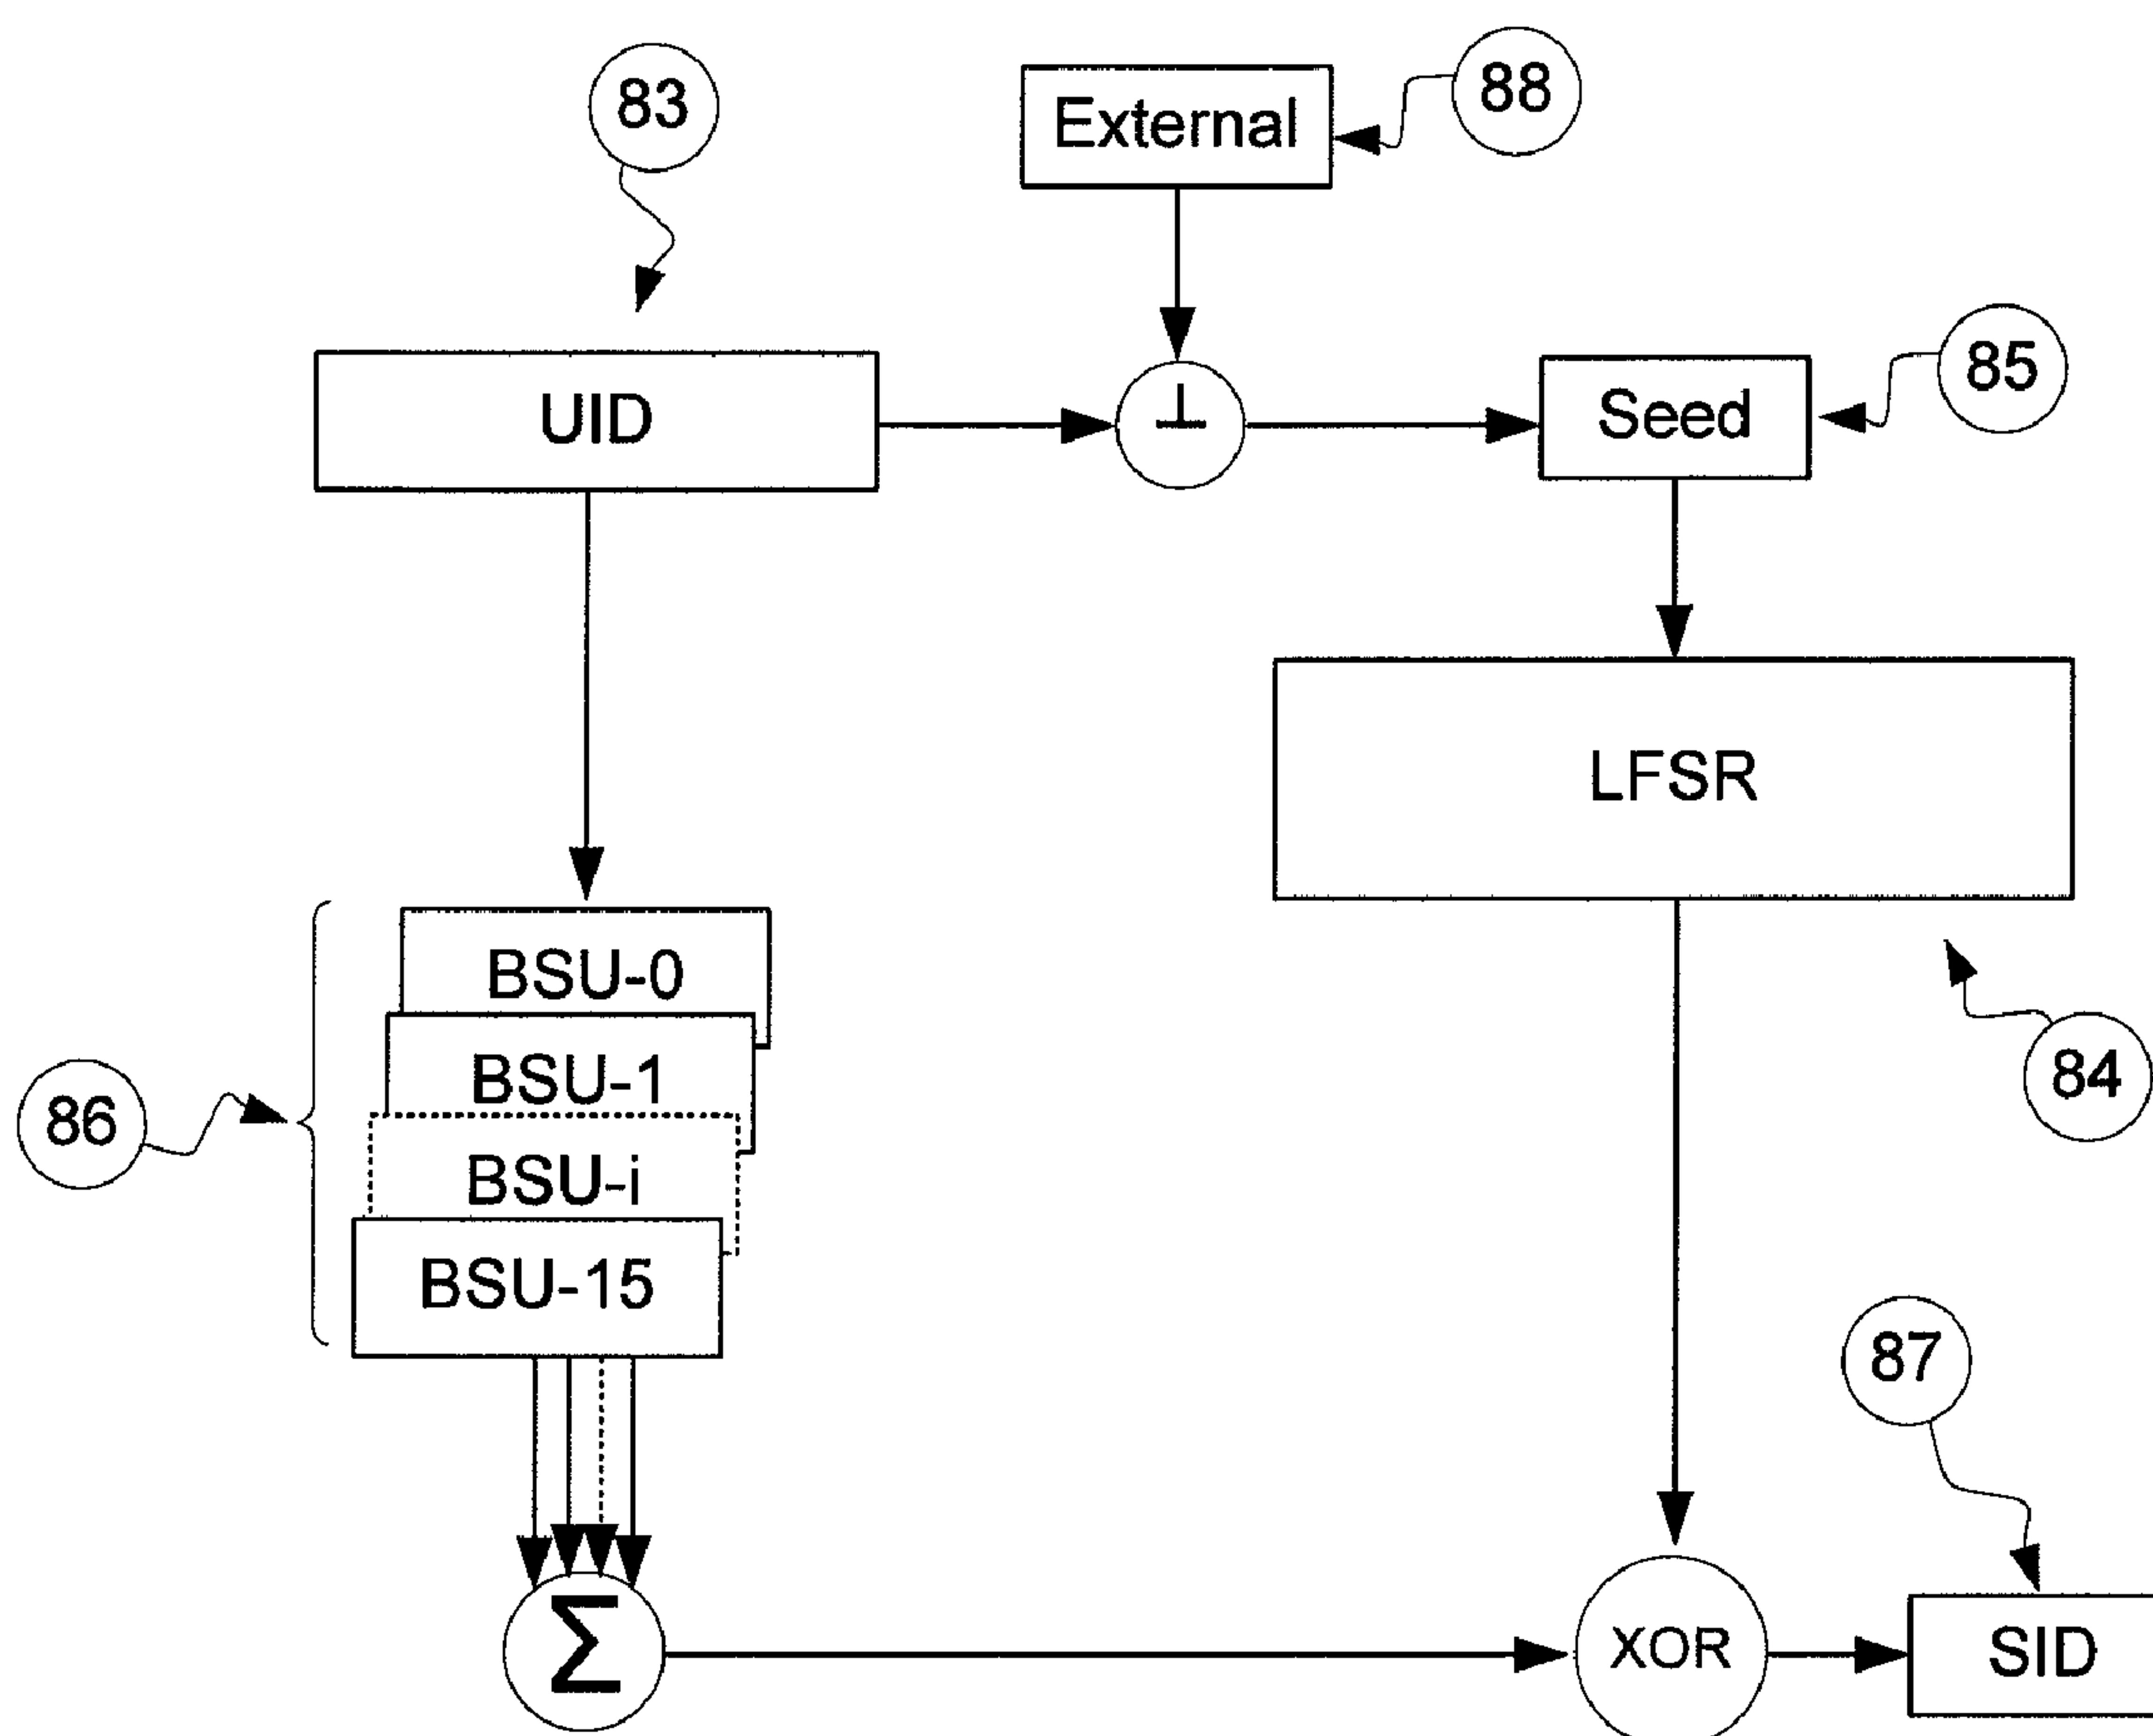 83
External
88
UID
⊥
Seed
85
LFSR
BSU-0
BSU-1
BSU-i
BSU-15
86
84
87
Σ
XOR
SID